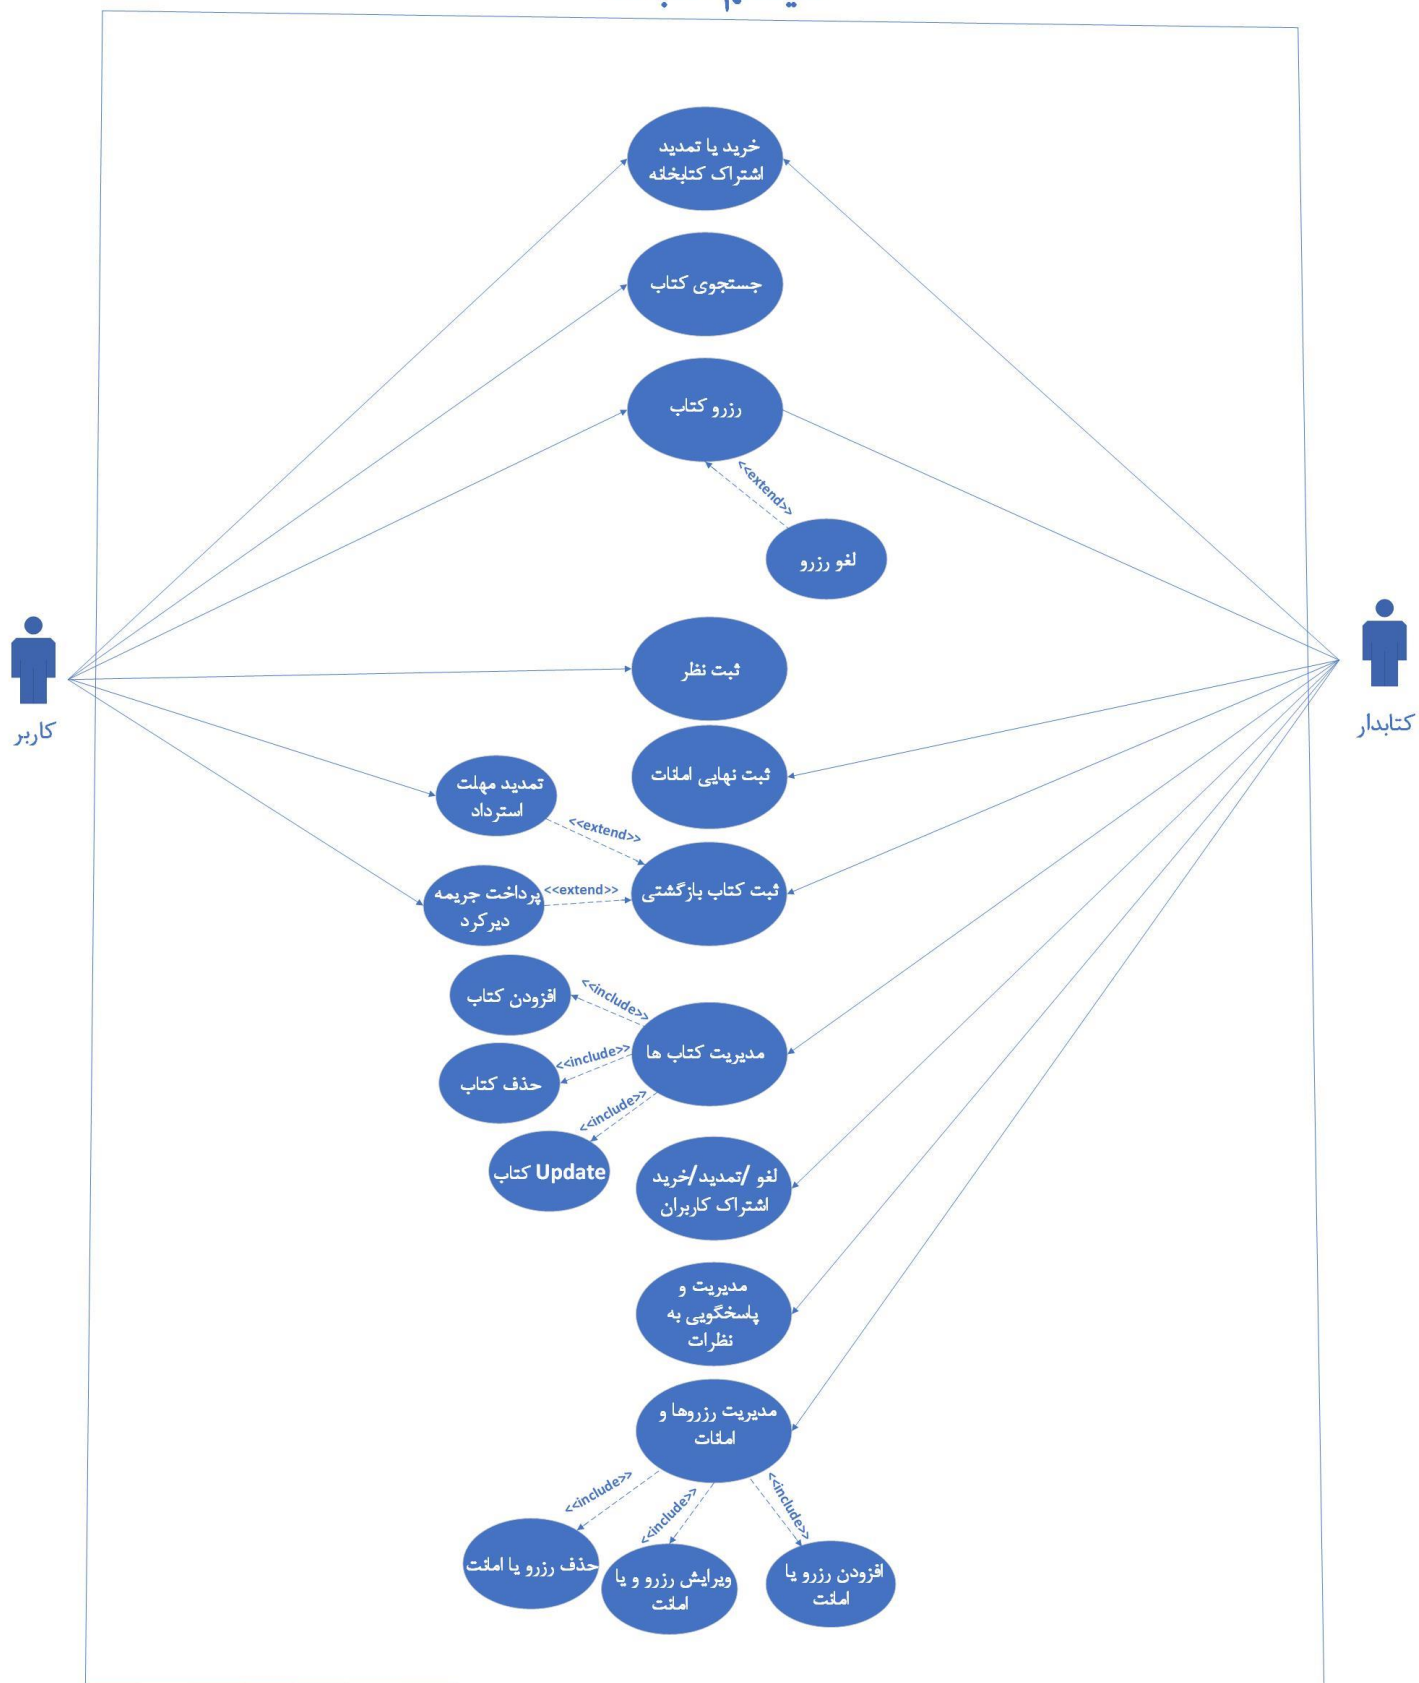 خرید یا تمدید
اشتراک کتابخانه
جستجوی کتاب
رزرو کتاب
<<extend>>
لغو رزرو
کتابدار
کاربر
ثبت نظر
ثبت نهایی امانات
تمدید مهلت
استرداد
<<extend>>
ثبت کتاب بازگشتی
<<extend>>
پرداخت جریمه
دیرکرد
افزودن کتاب
<<include>>
مدیریت کتاب ها
<<include>>
حذف کتاب
<<include>>
Update کتاب
لغو /تمدید/خرید
اشتراک کاربران
مدیریت و
پاسخگویی به
نظرات
مدیریت رزروها و
امانات
<<include>>
<<include>>
<<include>>
افزودن رزرو یا
امانت
ویرایش رزرو و یا
امانت
حذف رزرو یا امانت